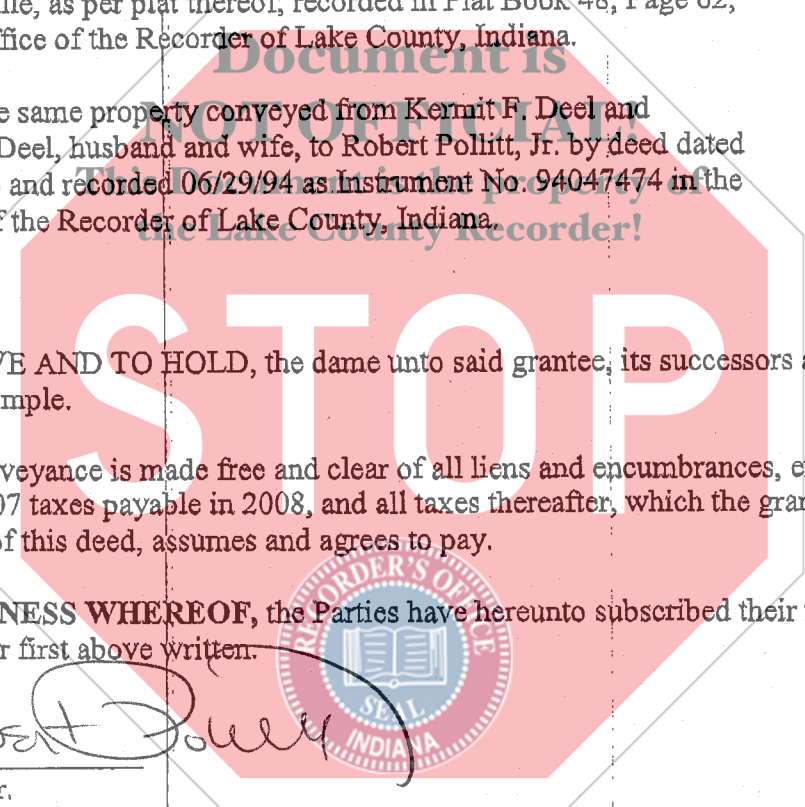 lle, as per plat thereof, recorded in Plat Book 48, Page 62,
ffice of the Recorder of Lake County, Indiana.
Document is
e same property conveyed from Kermit F. Deel and
NOT OFFICIAL!
Deel, husband and wife, to Robert Pollitt, Jr. by deed dated
and recorded 06/29/94 as Instrument No. 94047474 in the
This Document is the property of
f the Recorder of Lake County, Indiana.
the Lake County Recorder!
STOP
VE AND TO HOLD, the dame unto said grantee, its successors a
mple.
veyance is made free and clear of all liens and encumbrances, e
07 taxes payable in 2008, and all taxes thereafter, which the gran
of this deed, assumes and agrees to pay.
RECORDER'S OFFICE
NESS WHEREOF, the Parties have hereunto subscribed their
r first above written.
SEAL
INDIANA
r.